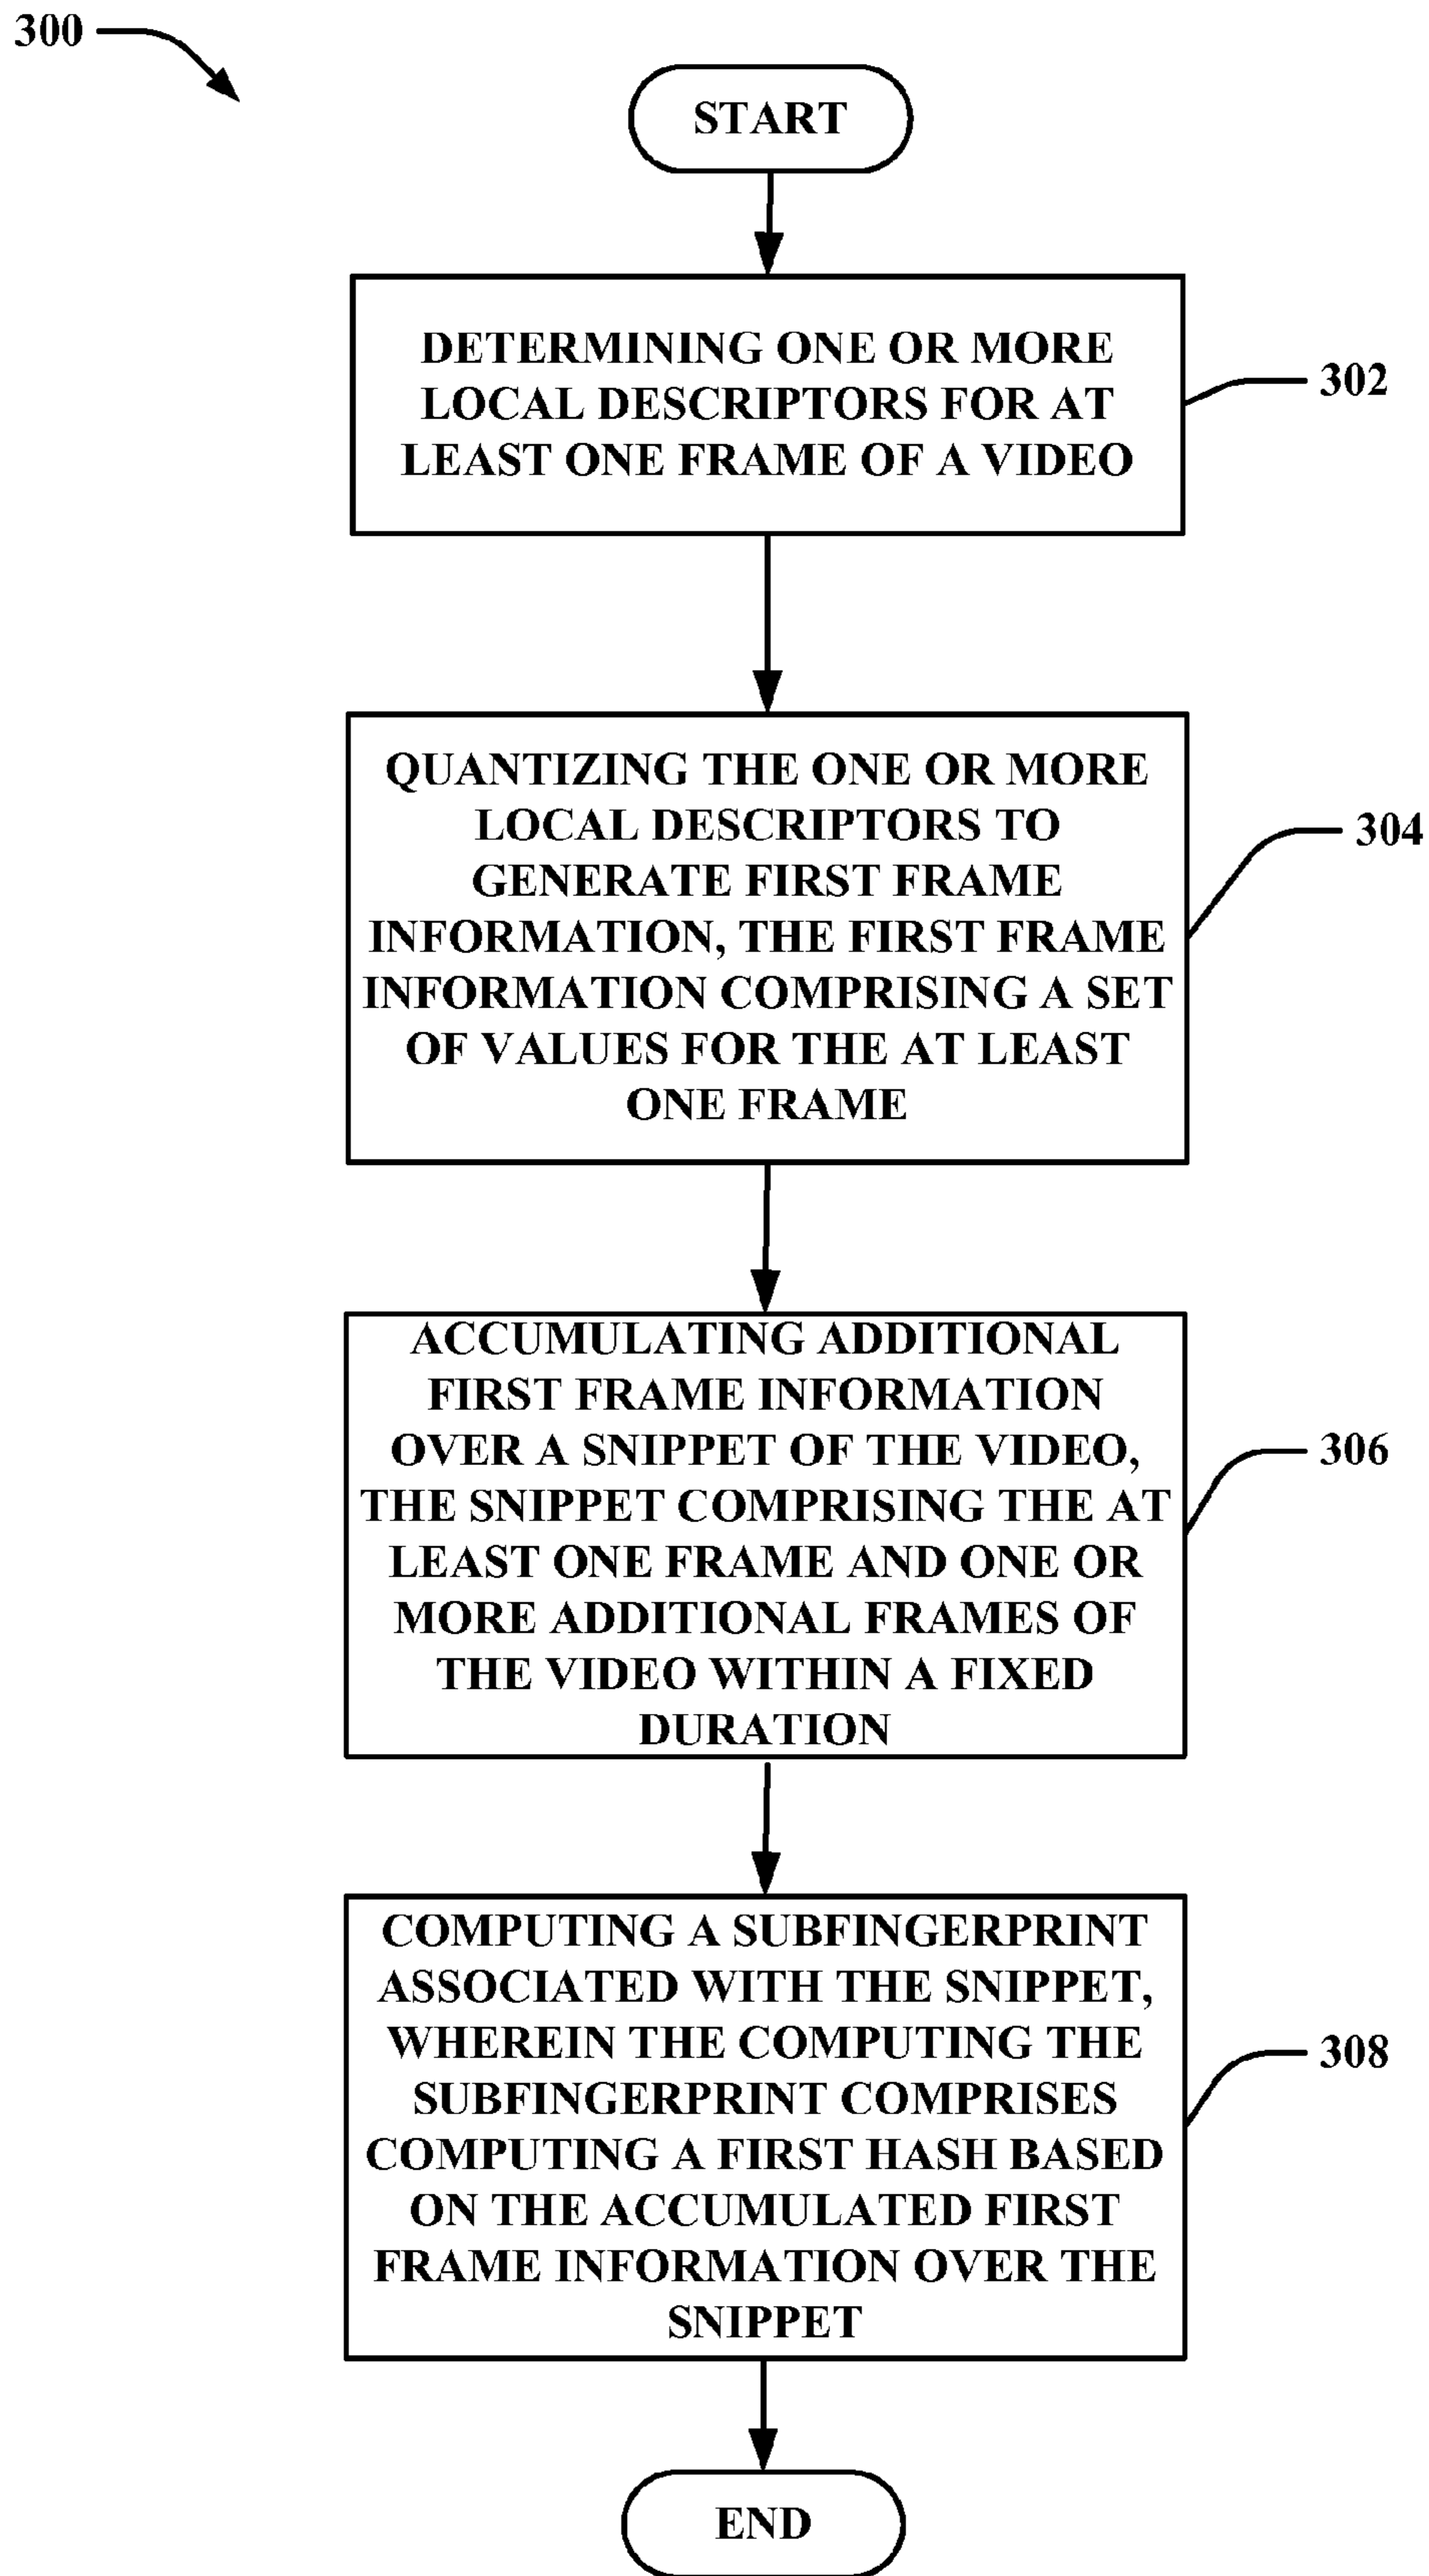 300
START
DETERMINING ONE OR MORE
LOCAL DESCRIPTORS FOR AT
LEAST ONE FRAME OF A VIDEO
302
QUANTIZING THE ONE OR MORE
LOCAL DESCRIPTORS TO
GENERATE FIRST FRAME
INFORMATION, THE FIRST FRAME
INFORMATION COMPRISING A SET
OF VALUES FOR THE AT LEAST
ONE FRAME
304
ACCUMULATING ADDITIONAL
FIRST FRAME INFORMATION
OVER A SNIPPET OF THE VIDEO,
THE SNIPPET COMPRISING THE AT
LEAST ONE FRAME AND ONE OR
MORE ADDITIONAL FRAMES OF
THE VIDEO WITHIN A FIXED
DURATION
306
COMPUTING A SUBFINGERPRINT
ASSOCIATED WITH THE SNIPPET,
WHEREIN THE COMPUTING THE
SUBFINGERPRINT COMPRISES
COMPUTING A FIRST HASH BASED
ON THE ACCUMULATED FIRST
FRAME INFORMATION OVER THE
SNIPPET
308
END